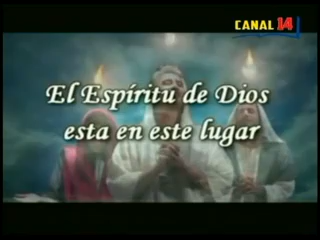 CANAL 14
El Espíritu de Dios
esta en este lugar